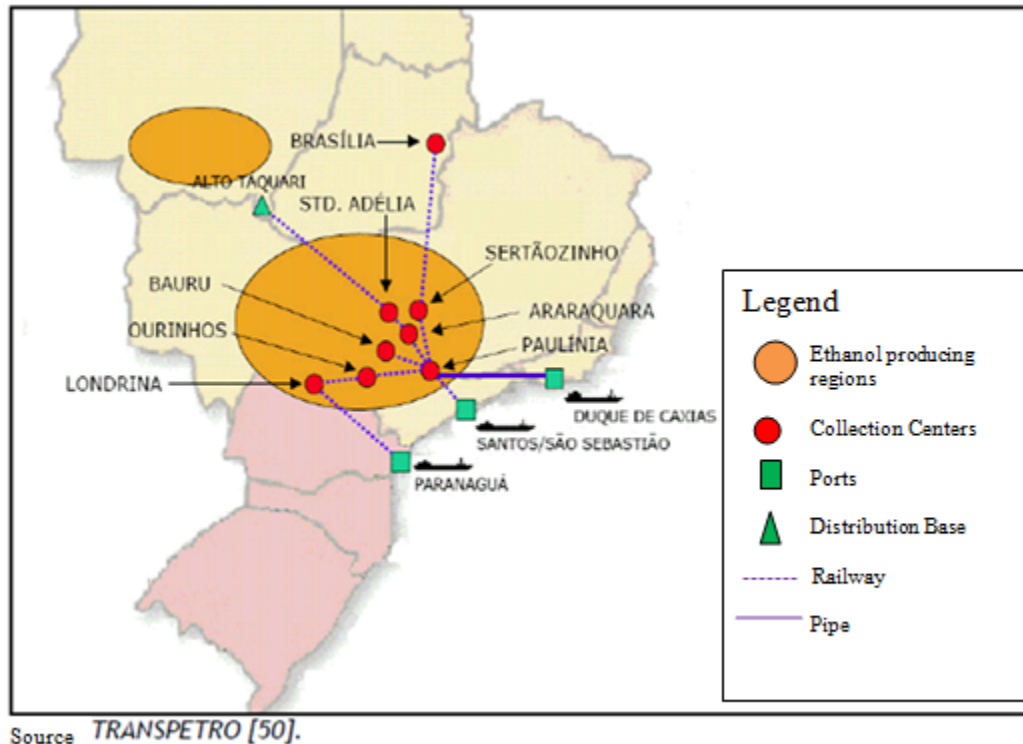 BRASÍLIA
ALTO TAQUARI
STD. ADÉLIA
SERTÃOZINHO
BAURU
ARARAQUARA
OURINHOS
PAULÍNIA
LONDRINA
DUQUE DE CAXIAS
SANTOS/SÃO SEBASTIÃO
PARANAGUÁ
Legend
Ethanol producing
regions
Collection Centers
Ports
Distribution Base
Railway
Pipe
Source TRANSPETRO [50].